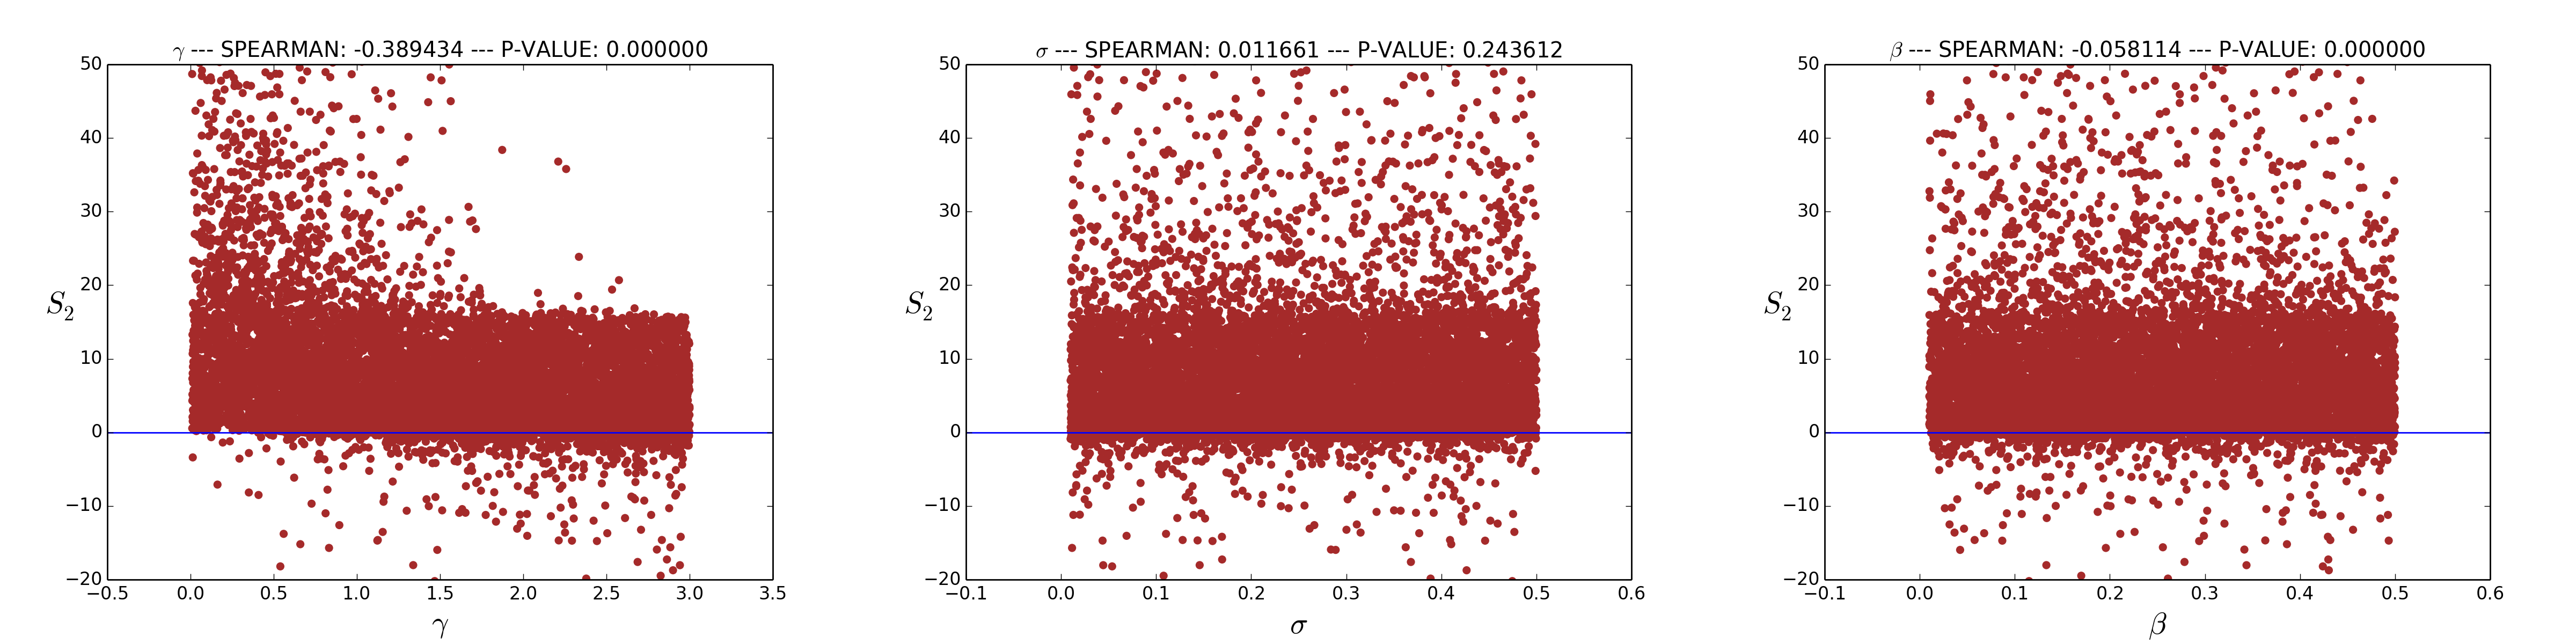 γ --- SPEARMAN: -0.389434 --- P-VALUE: 0.000000
50
40
30
20
10
0
−10
−20
S2
−0.5 0.0 0.5 1.0 1.5 2.0 2.5 3.0 3.5
γ
σ --- SPEARMAN: 0.011661 --- P-VALUE: 0.243612
50
40
30
20
10
0
−10
−20
S2
−0.1 0.0 0.1 0.2 0.3 0.4 0.5 0.6
σ
β --- SPEARMAN: -0.058114 --- P-VALUE: 0.000000
50
40
30
20
10
0
−10
−20
S2
−0.1 0.0 0.1 0.2 0.3 0.4 0.5 0.6
β